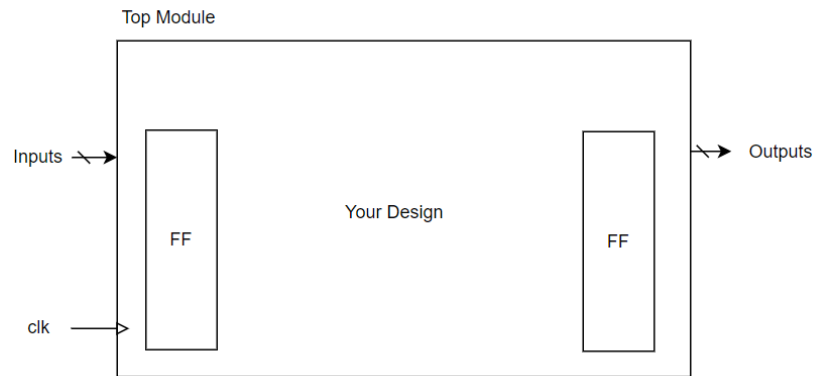 Top Module
Inputs
Outputs
Your Design
FF
FF
clk